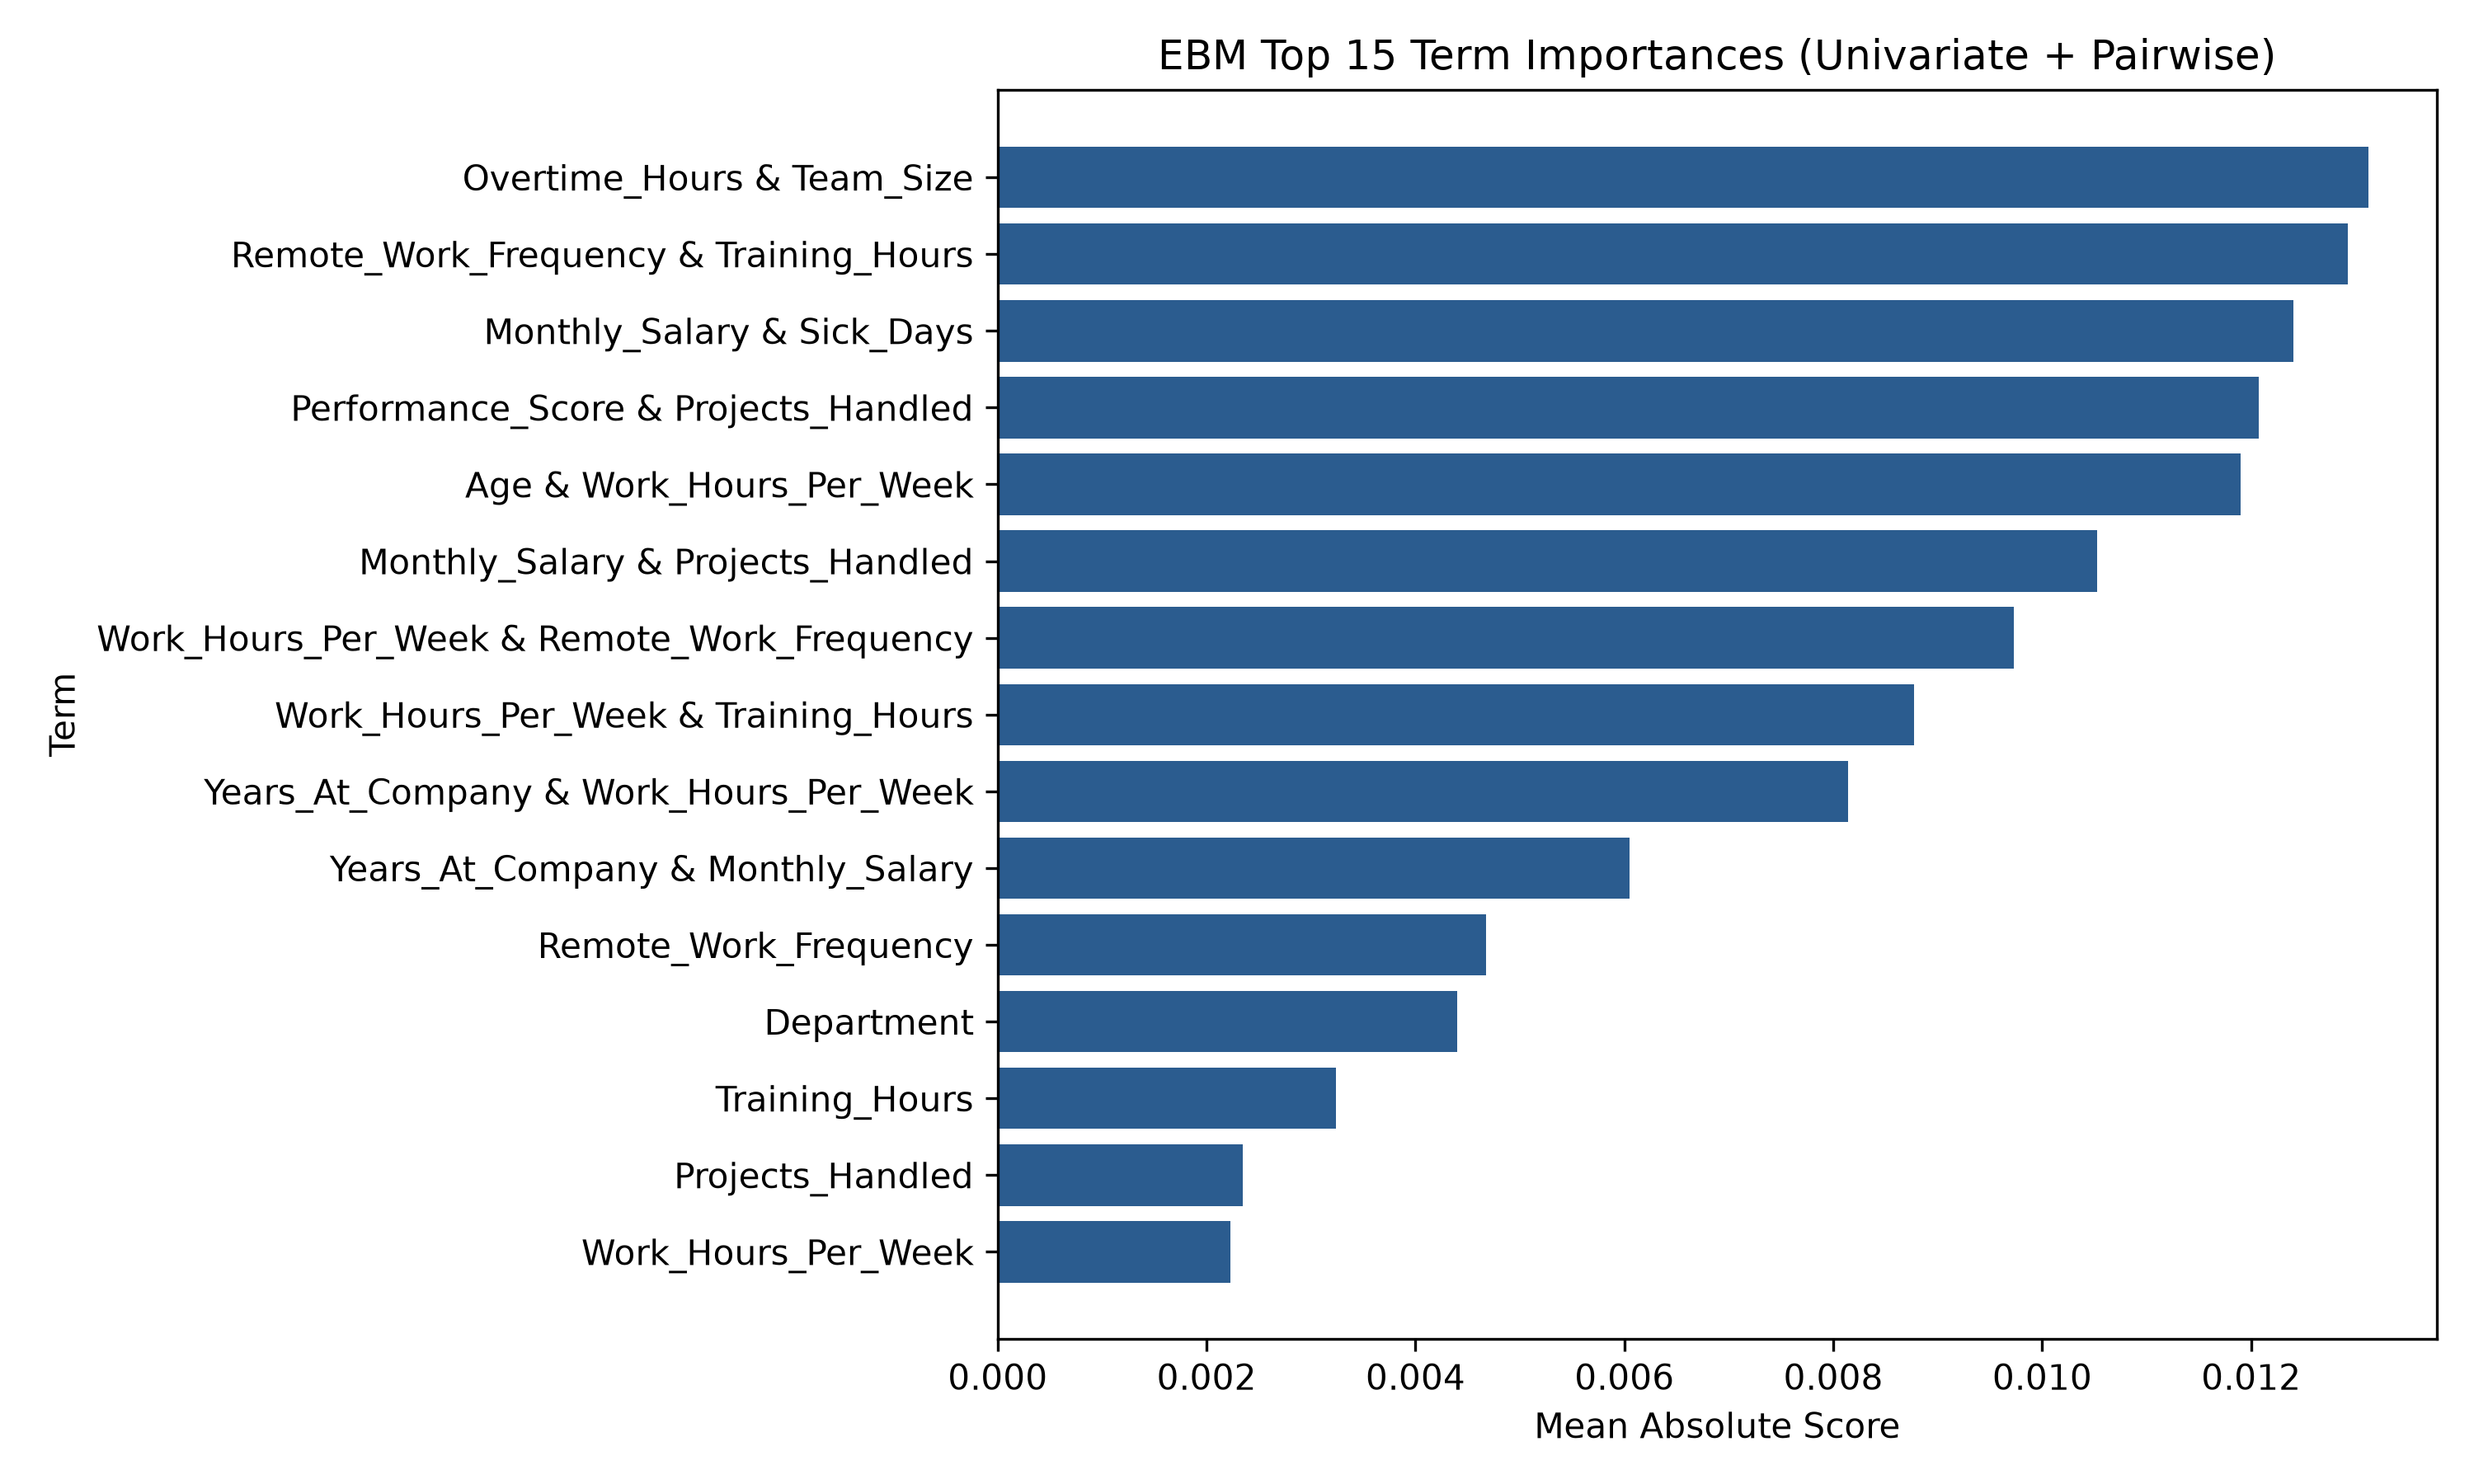 EBM Top 15 Term Importances (Univariate + Pairwise)
Overtime_Hours & Team_Size
Remote_Work_Frequency & Training_Hours
Monthly_Salary & Sick_Days
Performance_Score & Projects_Handled
Age & Work_Hours_Per_Week
Monthly_Salary & Projects_Handled
Work_Hours_Per_Week & Remote_Work_Frequency
Work_Hours_Per_Week & Training_Hours
Years_At_Company & Work_Hours_Per_Week
Years_At_Company & Monthly_Salary
Remote_Work_Frequency
Department
Training_Hours
Projects_Handled
Work_Hours_Per_Week
Term
0.000 0.002 0.004 0.006 0.008 0.010 0.012
Mean Absolute Score